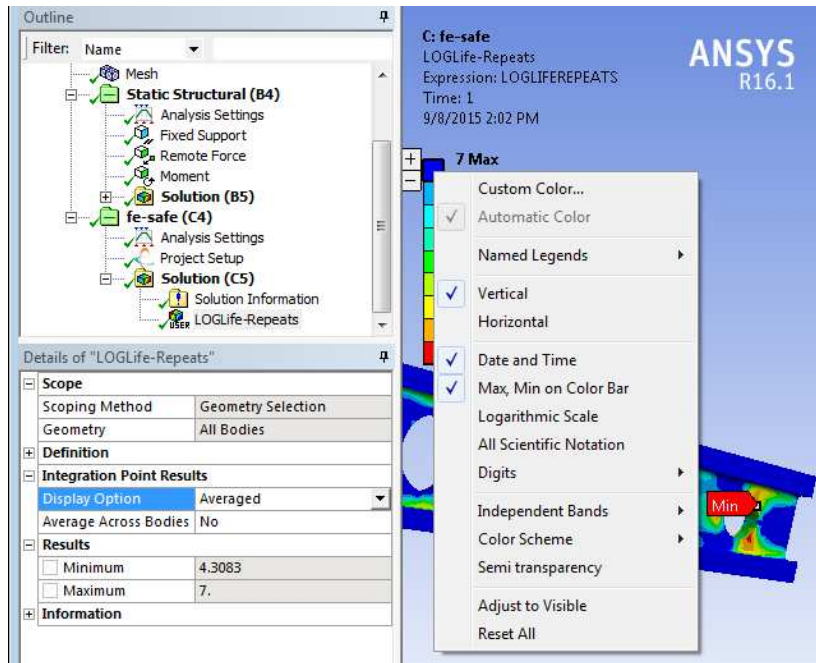 Outline
Filter: Name
Mesh
Static Structural (B4)
Analysis Settings
Fixed Support
Remote Force
Moment
Solution (B5)
fe-safe (C4)
Analysis Settings
Project Setup
Solution (C5)
Solution Information
USER LOGLife-Repeats
Details of "LOGLife-Repeats"
Scope
Scoping Method Geometry Selection
Geometry All Bodies
Definition
Integration Point Results
Display Option Averaged
Average Across Bodies No
Results
Minimum 4.3083
Maximum 7.
Information
C: fe-safe
LOGLife-Repeats
Expression: LOGLIFEREPEATS
Time: 1
9/8/2015 2:02 PM
ANSYS
R16.1
7 Max
Custom Color...
Automatic Color
Named Legends
Vertical
Horizontal
Date and Time
Max, Min on Color Bar
Logarithmic Scale
All Scientific Notation
Digits
Independent Bands
Color Scheme
Semi transparency
Adjust to Visible
Reset All
Min